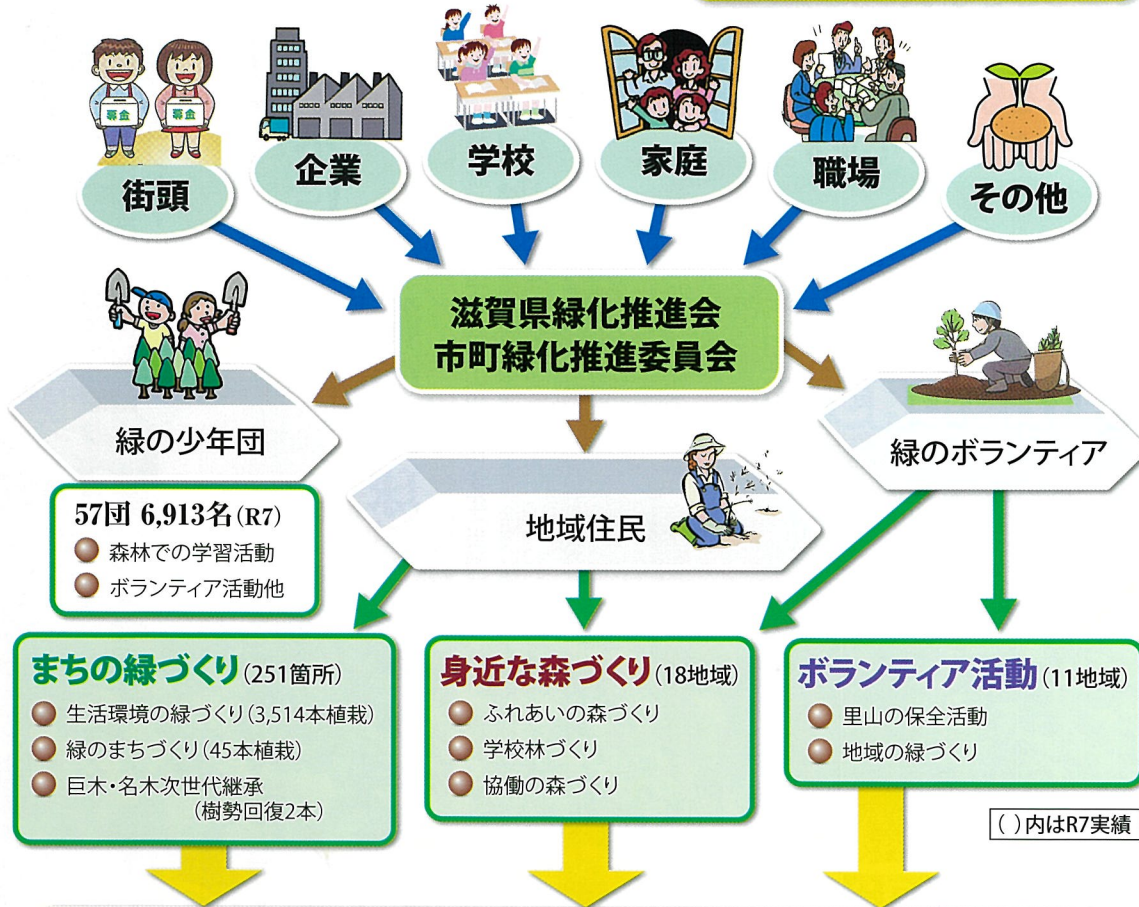 募金
募金
街頭
企業
学校
家庭
職場
その他
滋賀県緑化推進会
市町緑化推進委員会
緑の少年団
地域住民
緑のボランティア
57団 6,913名(R7)
森林での学習活動
ボランティア活動他
まちの緑づくり(251箇所)
生活環境の緑づくり(3,514本植栽)
緑のまちづくり(45本植栽)
巨木・名木次世代継承
(樹勢回復2本)
身近な森づくり(18地域)
ふれあいの森づくり
学校林づくり
協働の森づくり
ボランティア活動(11地域)
里山の保全活動
地域の緑づくり
( )内はR7実績